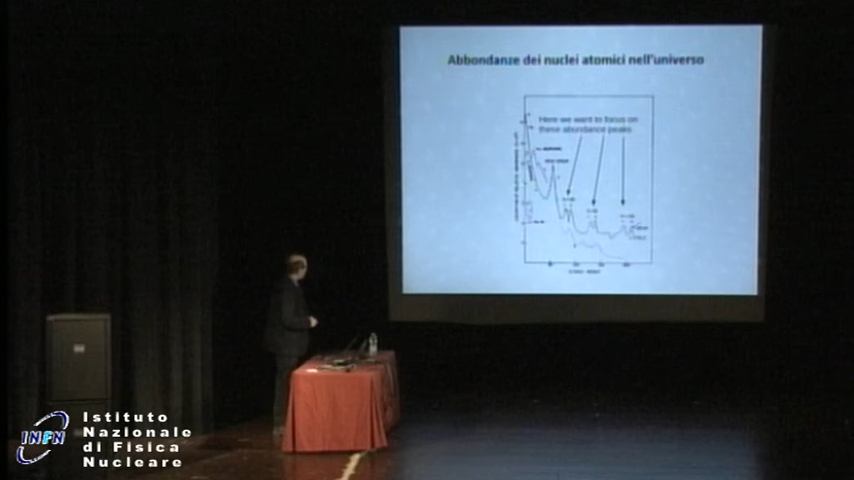 Abbondanze dei nuclei atomici nell'universo
Here we want to focus on
these abundance peaks
INFN
Istituto
Nazionale
di Fisica
Nucleare